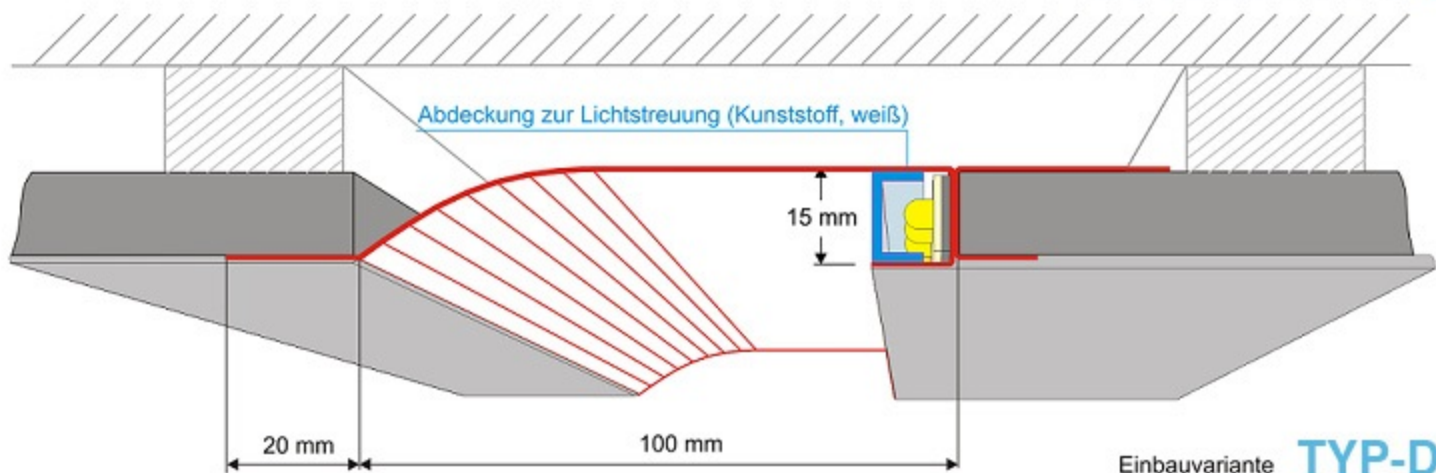 Abdeckung zur Lichtstreuung (Kunststoff, weiß)
15 mm
20 mm
100 mm
Einbauvariante TYP-D